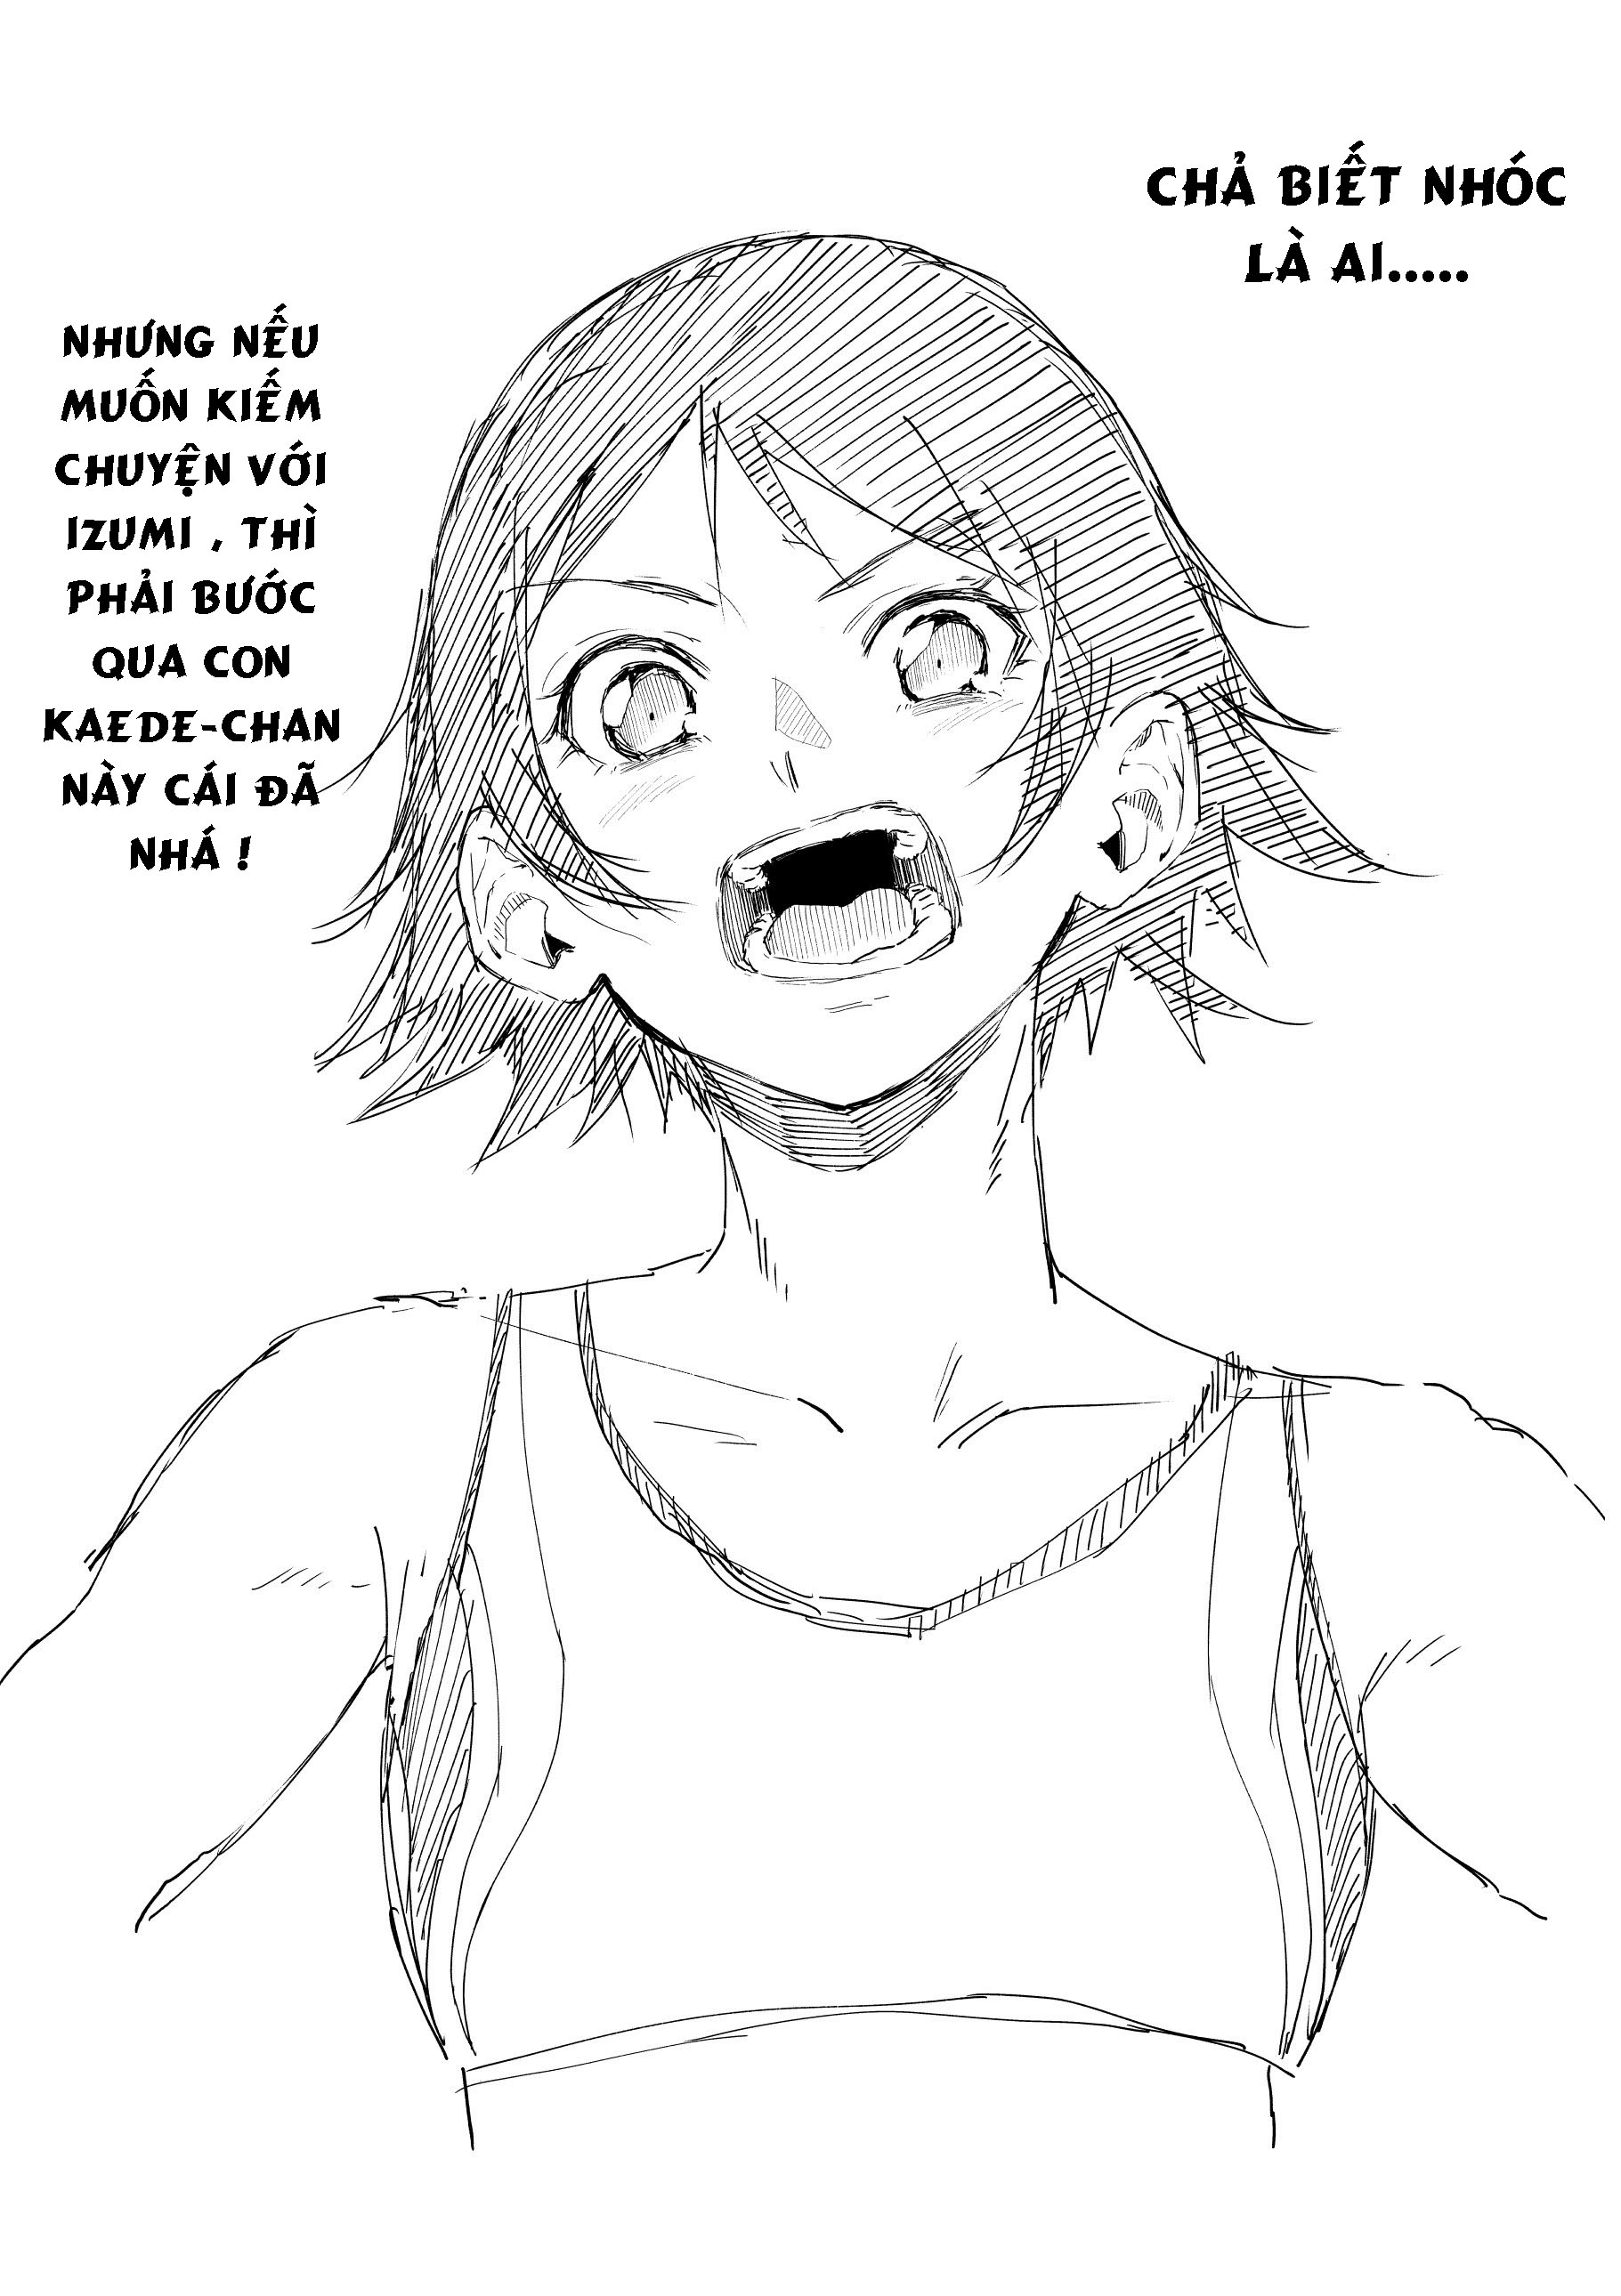 CHẢ BIẾT NHÓC
LÀ AI.....
NHƯNG NẾU
MUỐN KIẾM
CHUYỆN VỚI
IZUMI , THÌ
PHẢI BƯỚC
QUA CON
KAEDE-CHAN
NÀY CÁI ĐÃ
NHÁ !